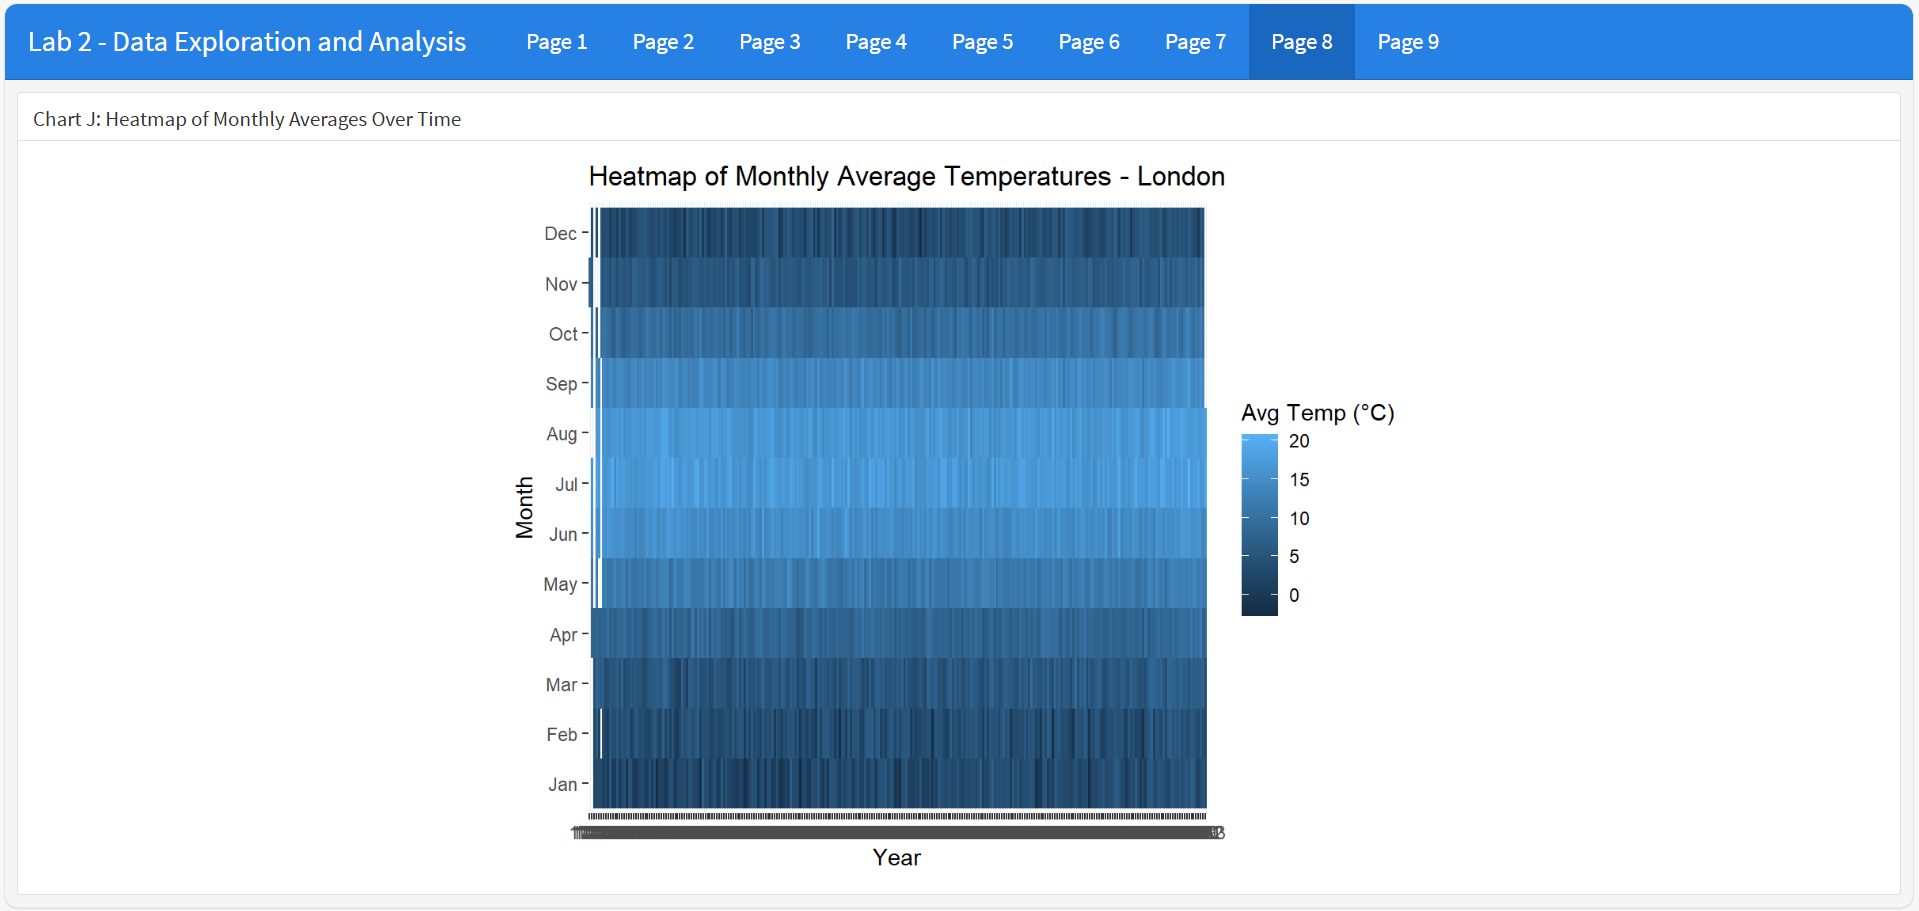 Lab 2 - Data Exploration and Analysis Page 1 Page 2 Page 3 Page 4 Page 5 Page 6 Page 7 Page 8 Page 9
Chart J: Heatmap of Monthly Averages Over Time
Heatmap of Monthly Average Temperatures - London
Dec
Nov
Oct
Sep
Aug
Jul
Jun
May
Apr
Mar
Feb
Jan
Month
Year
Avg Temp (°C)
20
15
10
5
0